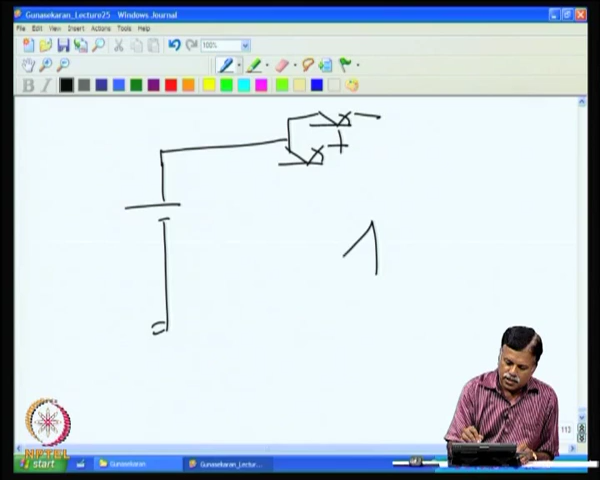 Gunasekaran_Lecture25 - Windows Journal
File Edit View Insert Actions Tools Help
100%
B I
113
NPTEL
start Gunasekaran Gunasekaran_Lectur...